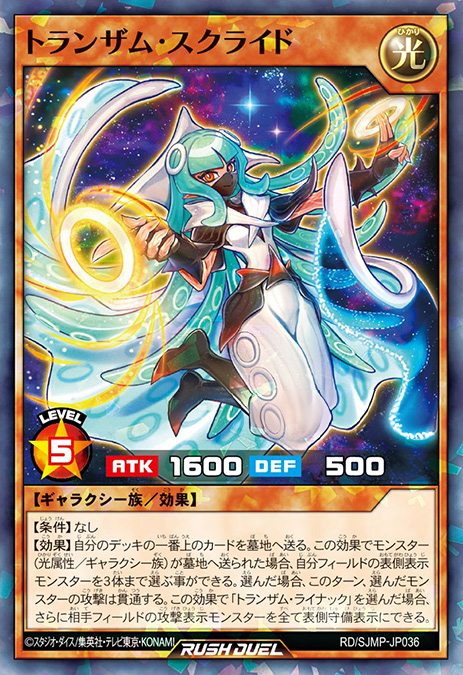 トランザム・スクライド
ひかり
光
LEVEL
5
ATK 1600 DEF 500
【ギャラクシー族／効果】
【条件】なし
【効果】自分のデッキの一番上のカードを墓地へ送る。この効果でモンスター
(光属性／ギャラクシー族)が墓地へ送られた場合、自分フィールドの表側表示
モンスターを3体まで選ぶ事ができる。選んだ場合、このターン、選んだモン
スターの攻撃は貫通する。この効果で「トランザム・ライナック」を選んだ場合、
さらに相手フィールドの攻撃表示モンスターを全て表側守備表示にできる。
©スタジオ・ダイス/集英社・テレビ東京・KONAMI
RUSH DUEL
RD/SJMP-JP036